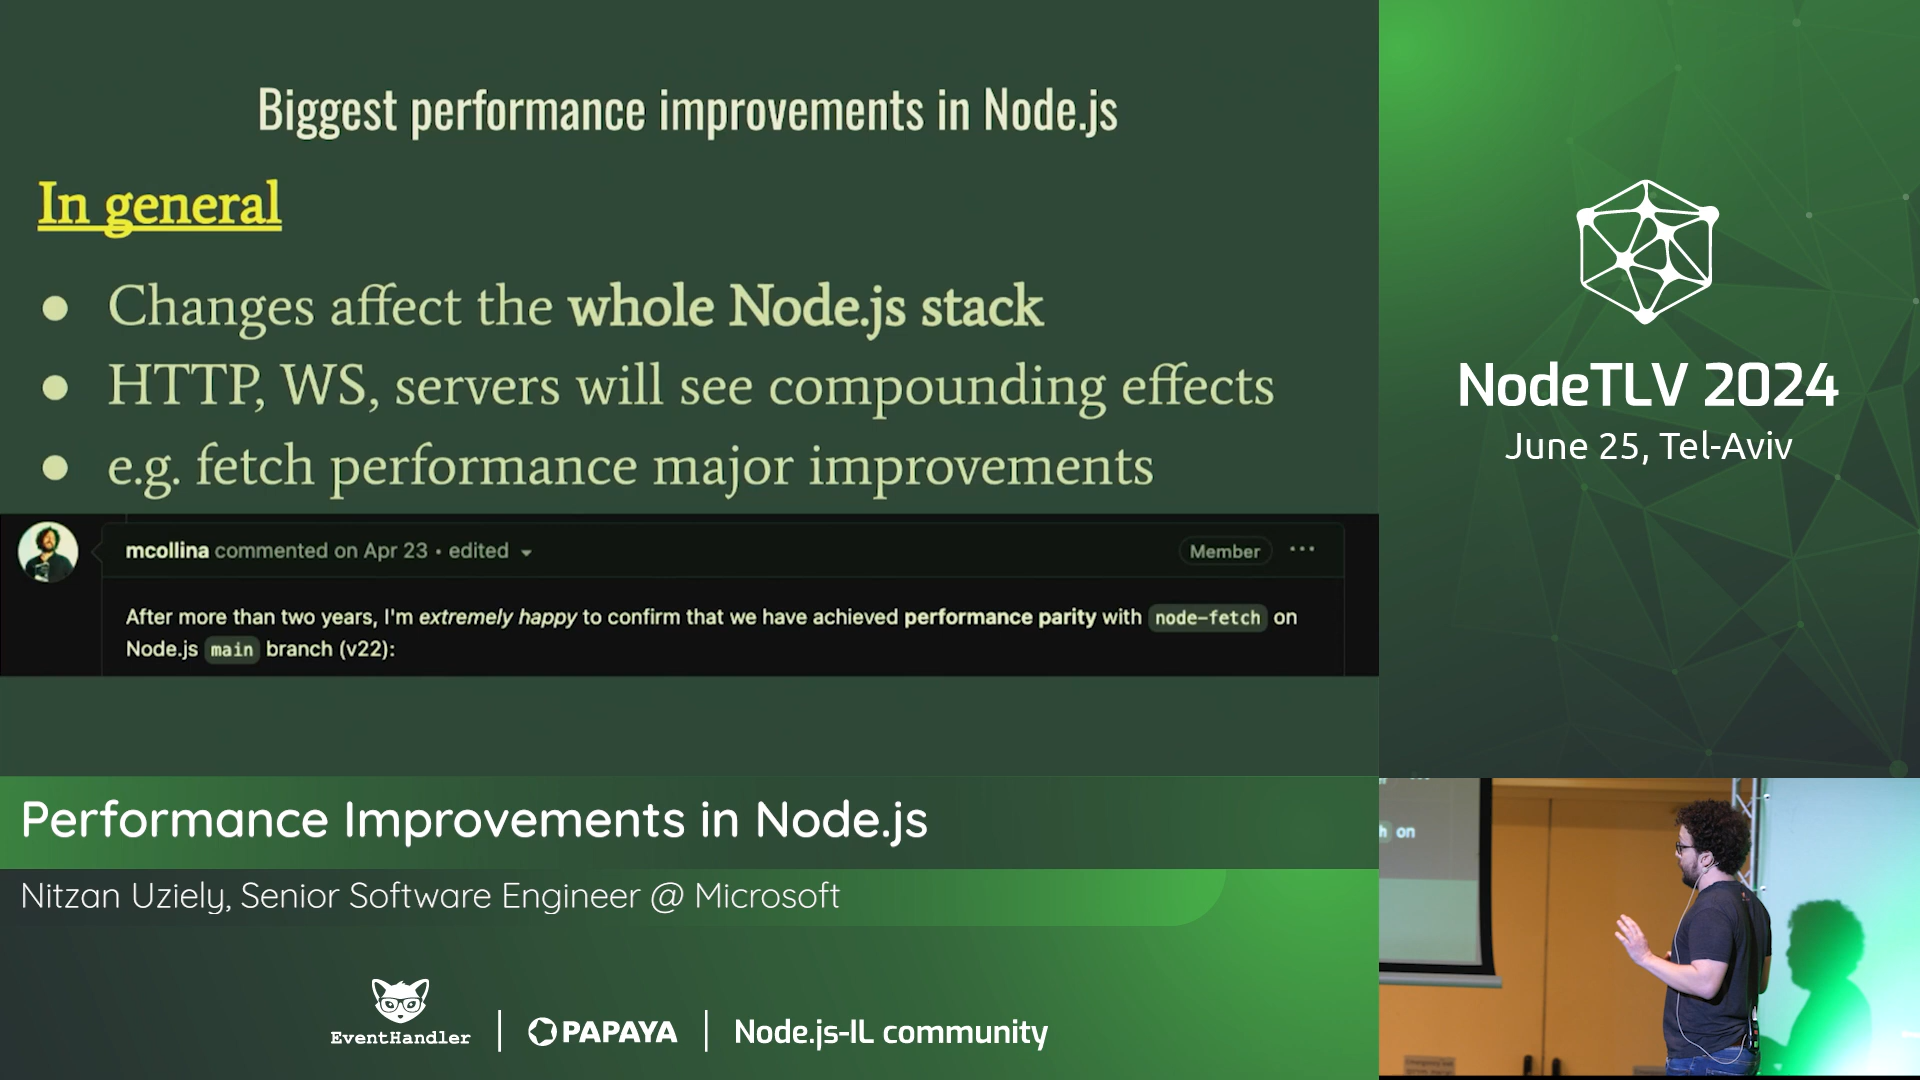 Biggest performance improvements in Node.js
In general
● Changes affect the whole Node.js stack
● HTTP, WS, servers will see compounding effects
● e.g. fetch performance major improvements
mcollina commented on Apr 23 • edited
Member
After more than two years, I'm extremely happy to confirm that we have achieved performance parity with node-fetch on
Node.js main branch (v22):
NodeTLV 2024
June 25, Tel-Aviv
h on
Performance Improvements in Node.js
Nitzan Uziely, Senior Software Engineer @ Microsoft
EventHandler
PAPAYA
Node.js-IL community